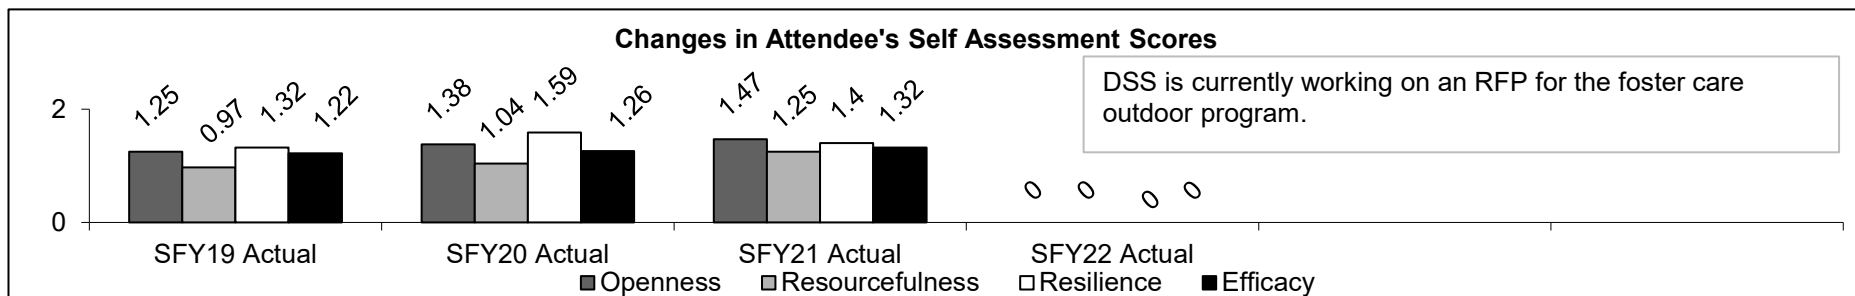 Changes in Attendee's Self Assessment Scores
DSS is currently working on an RFP for the foster care
outdoor program.
2
0
1.25
0.97
1.32
1.22
1.38
1.04
1.59
1.26
1.47
1.25
1.4
1.32
0
0
0
0
SFY19 Actual
SFY20 Actual
SFY21 Actual
SFY22 Actual
Openness
Resourcefulness
Resilience
Efficacy